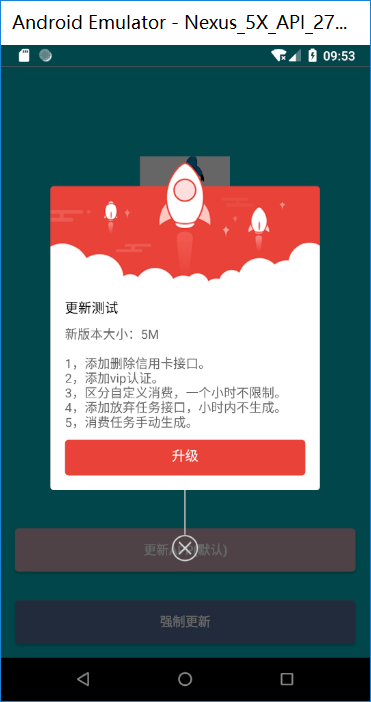 Android Emulator - Nexus_5X_API_27...
09:53
更新测试
新版本大小：5M
1，添加删除信用卡接口。
2，添加vip认证。
3，区分自定义消费，一个小时不限制。
4，添加放弃任务接口，小时内不生成。
5，消费任务手动生成。
升级
(默认)
强制更新